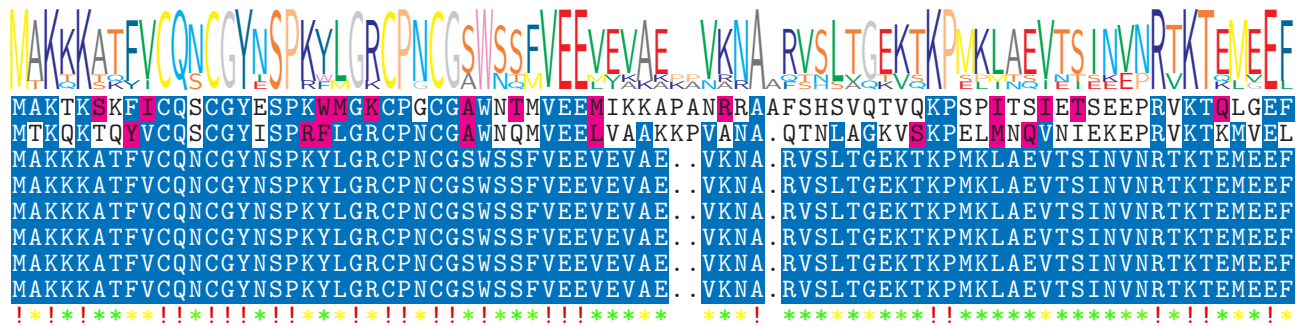 MAKKKATFVCQNCGYNSPKYLGRCPNCGSWSSFVEEVEVAE VKNA RVSLTGEKTKPMKLAEVTSINVNRTKTEMEEF
MAKTKSKFICQSCGYESPKWMGKCPGCGAWNTMVEEMIKKAPANRRAAFSHSVQTVQKPSPITSIETSEEPRVKTQLGEF
MTKQKTQYVCQSCGYISPRFLGRCPNCGAWNQMVEELVAAKKPVANA.QTNLAGKVSKPELMNQVNIEKEPRVKTKMVEL
MAKKKATFVCQNCGYNSPKYLGRCPNCGSWSSFVEEVEVAE..VKNA.RVSLTGEKTKPMKLAEVTSINVNRTKTEMEEF
MAKKKATFVCQNCGYNSPKYLGRCPNCGSWSSFVEEVEVAE..VKNA.RVSLTGEKTKPMKLAEVTSINVNRTKTEMEEF
MAKKKATFVCQNCGYNSPKYLGRCPNCGSWSSFVEEVEVAE..VKNA.RVSLTGEKTKPMKLAEVTSINVNRTKTEMEEF
MAKKKATFVCQNCGYNSPKYLGRCPNCGSWSSFVEEVEVAE..VKNA.RVSLTGEKTKPMKLAEVTSINVNRTKTEMEEF
MAKKKATFVCQNCGYNSPKYLGRCPNCGSWSSFVEEVEVAE..VKNA.RVSLTGEKTKPMKLAEVTSINVNRTKTEMEEF
MAKKKATFVCQNCGYNSPKYLGRCPNCGSWSSFVEEVEVAE..VKNA.RVSLTGEKTKPMKLAEVTSINVNRTKTEMEEF
!*!*!****!!*!!!*!!***!*!!*!!*!***!!!*****  ***! *********!!************!*!!***!*